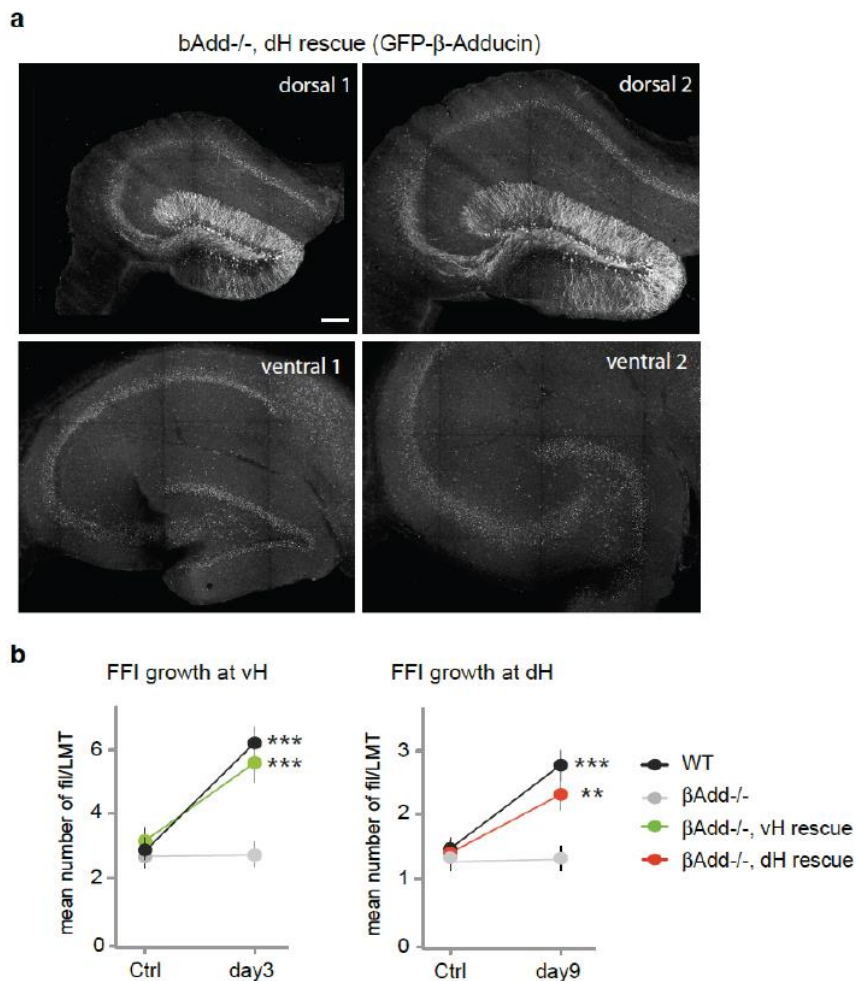 a
bAdd-/-, dH rescue (GFP-β-Adducin)
dorsal 1
dorsal 2
ventral 1
ventral 2
b
FFI growth at vH
FFI growth at dH
mean number of fil/LMT
6
4
2
0
***
***
Ctrl
day3
mean number of fil/LMT
3
2
1
0
***
**
Ctrl
day9
WT
βAdd-/-
βAdd-/-, vH rescue
βAdd-/-, dH rescue